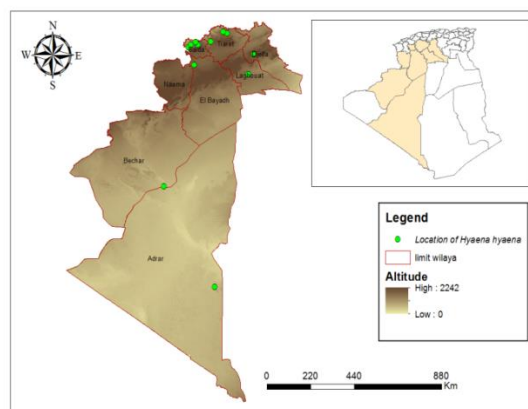 N
W E
S
Tiaret
Laghouat
Naama
El Bayadh
Bechar
Adrar
Legend
Location of Hyaena hyaena
limit wilaya
Altitude
High : 2242
Low : 0
0 220 440 880
Km